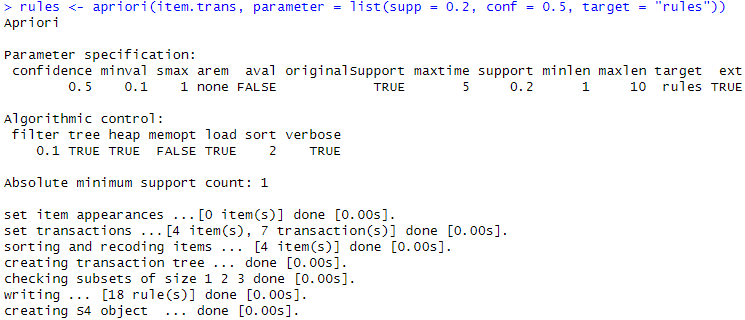 > rules <- apriori(item.trans, parameter = list(supp = 0.2, conf = 0.5, target = "rules"))
Apriori

Parameter specification:
 confidence minval smax arem  aval originalSupport maxtime support minlen maxlen target  ext
        0.5    0.1    1 none FALSE            TRUE       5     0.2      1     10  rules TRUE

Algorithmic control:
 filter tree heap memopt load sort verbose
    0.1 TRUE TRUE  FALSE TRUE    2    TRUE

Absolute minimum support count: 1

set item appearances ...[0 item(s)] done [0.00s].
set transactions ...[4 item(s), 7 transaction(s)] done [0.00s].
sorting and recoding items ... [4 item(s)] done [0.00s].
creating transaction tree ... done [0.00s].
checking subsets of size 1 2 3 done [0.00s].
writing ... [18 rule(s)] done [0.00s].
creating S4 object  ... done [0.00s].